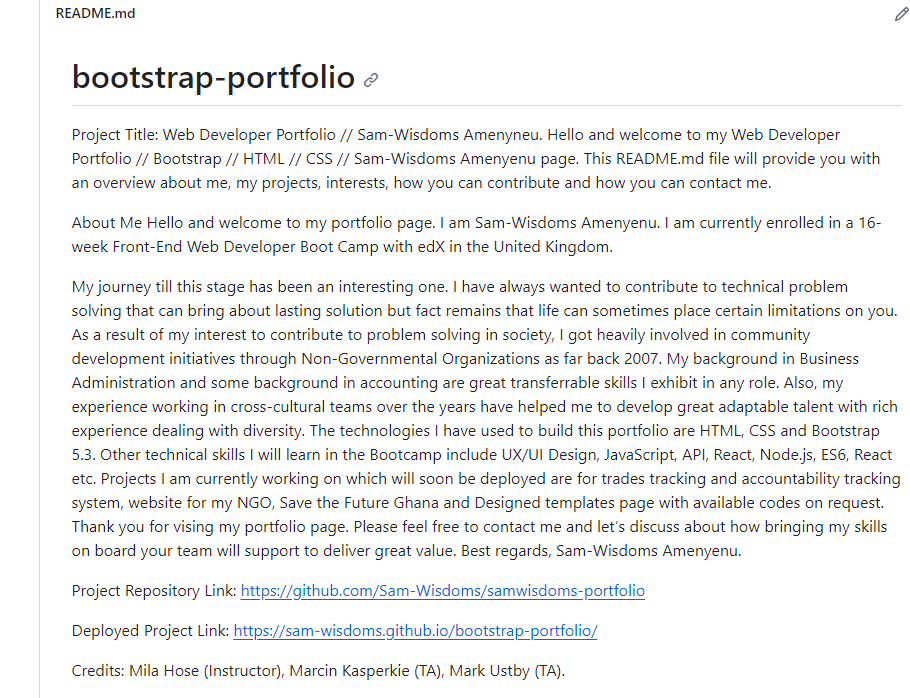 README.md
bootstrap-portfolio
Project Title: Web Developer Portfolio // Sam-Wisdoms Amenyneu. Hello and welcome to my Web Developer
Portfolio // Bootstrap // HTML // CSS // Sam-Wisdoms Amenyenu page. This README.md file will provide you with
an overview about me, my projects, interests, how you can contribute and how you can contact me.
About Me Hello and welcome to my portfolio page. I am Sam-Wisdoms Amenyenu. I am currently enrolled in a 16-
week Front-End Web Developer Boot Camp with edX in the United Kingdom.
My journey till this stage has been an interesting one. I have always wanted to contribute to technical problem
solving that can bring about lasting solution but fact remains that life can sometimes place certain limitations on you.
As a result of my interest to contribute to problem solving in society, I got heavily involved in community
development initiatives through Non-Governmental Organizations as far back 2007. My background in Business
Administration and some background in accounting are great transferrable skills I exhibit in any role. Also, my
experience working in cross-cultural teams over the years have helped me to develop great adaptable talent with rich
experience dealing with diversity. The technologies I have used to build this portfolio are HTML, CSS and Bootstrap
5.3. Other technical skills I will learn in the Bootcamp include UX/UI Design, JavaScript, API, React, Node.js, ES6, React
etc. Projects I am currently working on which will soon be deployed are for trades tracking and accountability tracking
system, website for my NGO, Save the Future Ghana and Designed templates page with available codes on request.
Thank you for vising my portfolio page. Please feel free to contact me and let's discuss about how bringing my skills
on board your team will support to deliver great value. Best regards, Sam-Wisdoms Amenyenu.
Project Repository Link: https://github.com/Sam-Wisdoms/samwisdoms-portfolio
Deployed Project Link: https://sam-wisdoms.github.io/bootstrap-portfolio/
Credits: Mila Hose (Instructor), Marcin Kasperkie (TA), Mark Ustby (TA).